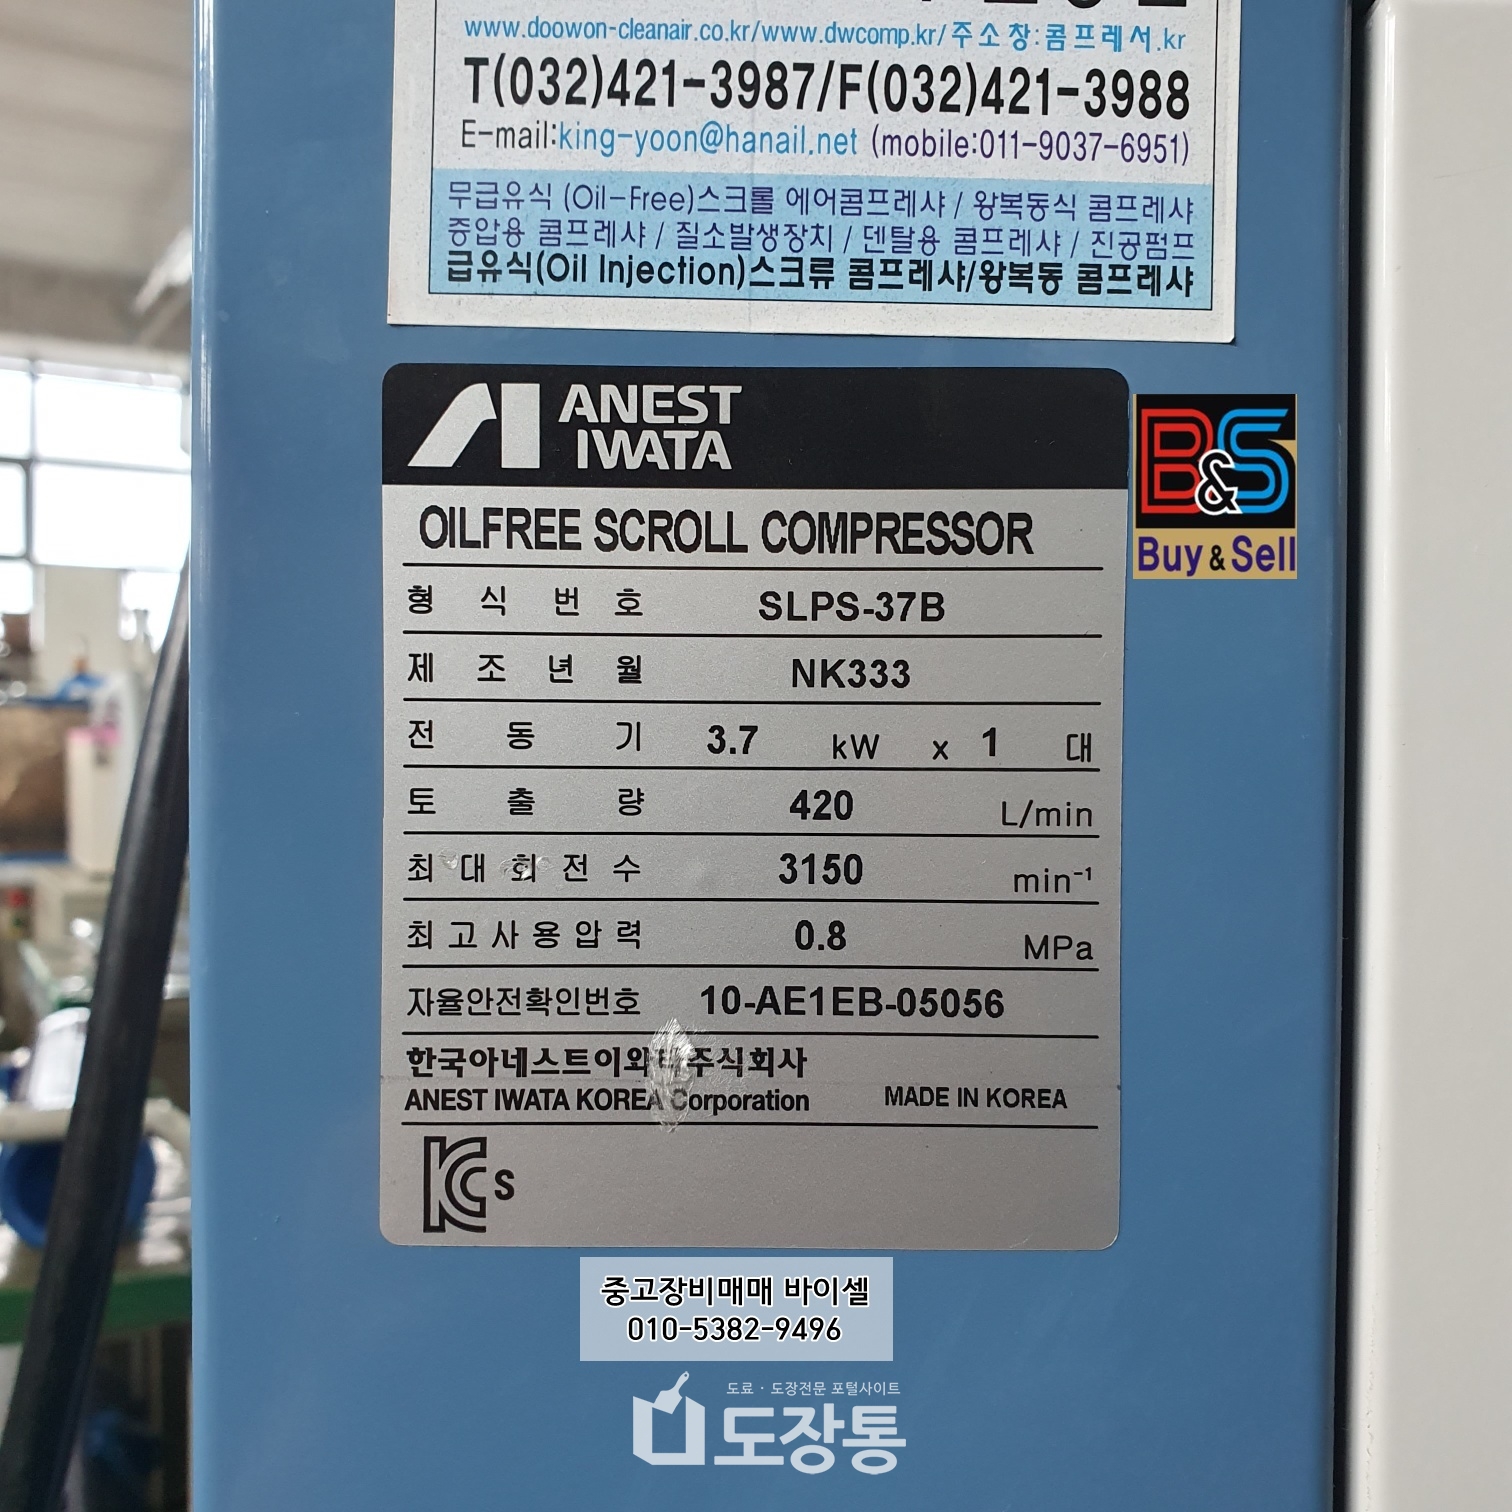 www.doowon-cleanair.co.kr/www.dwcomp.kr/주소창:콤프레서.kr
T(032)421-3987/F(032)421-3988
E-mail:king-yoon@hanail.net (mobile:011-9037-6951)
무급유식 (Oil-Free)스크롤 에어콤프레샤 / 왕복동식 콤프레샤
중압용 콤프레샤 / 질소발생장치 / 덴탈용 콤프레샤 / 진공펌프
급유식(Oil Injection)스크류 콤프레샤/왕복동 콤프레샤
ANEST
IWATA
B&S
Buy & Sell
OILFREE SCROLL COMPRESSOR
형식번호 SLPS-37B
제조년월 NK333
전동기 3.7 kW x 1 대
토출량 420 L/min
최대회전수 3150 min⁻¹
최고사용압력 0.8 MPa
자율안전확인번호 10-AE1EB-05056
한국아네스트이와타주식회사
ANEST IWATA KOREA Corporation MADE IN KOREA
KCs
중고장비매매 바이셀
010-5382-9496
도료 · 도장전문 포털사이트
도장통